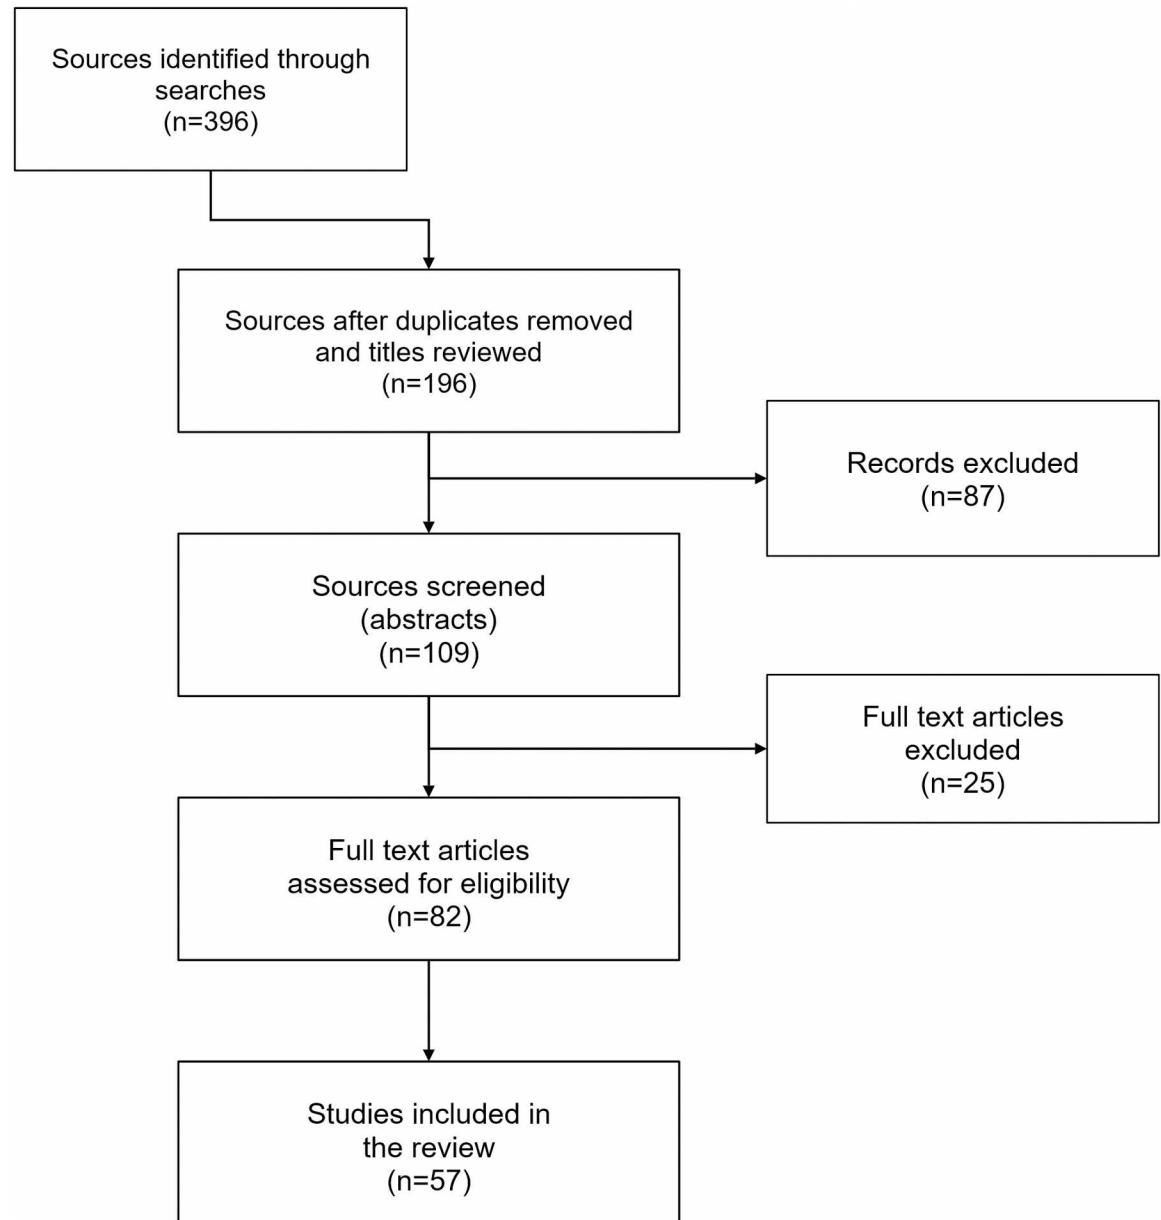 Sources identified through
searches
(n=396)
Sources after duplicates removed
and titles reviewed
(n=196)
Records excluded
(n=87)
Sources screened
(abstracts)
(n=109)
Full text articles
excluded
(n=25)
Full text articles
assessed for eligibility
(n=82)
Studies included in
the review
(n=57)